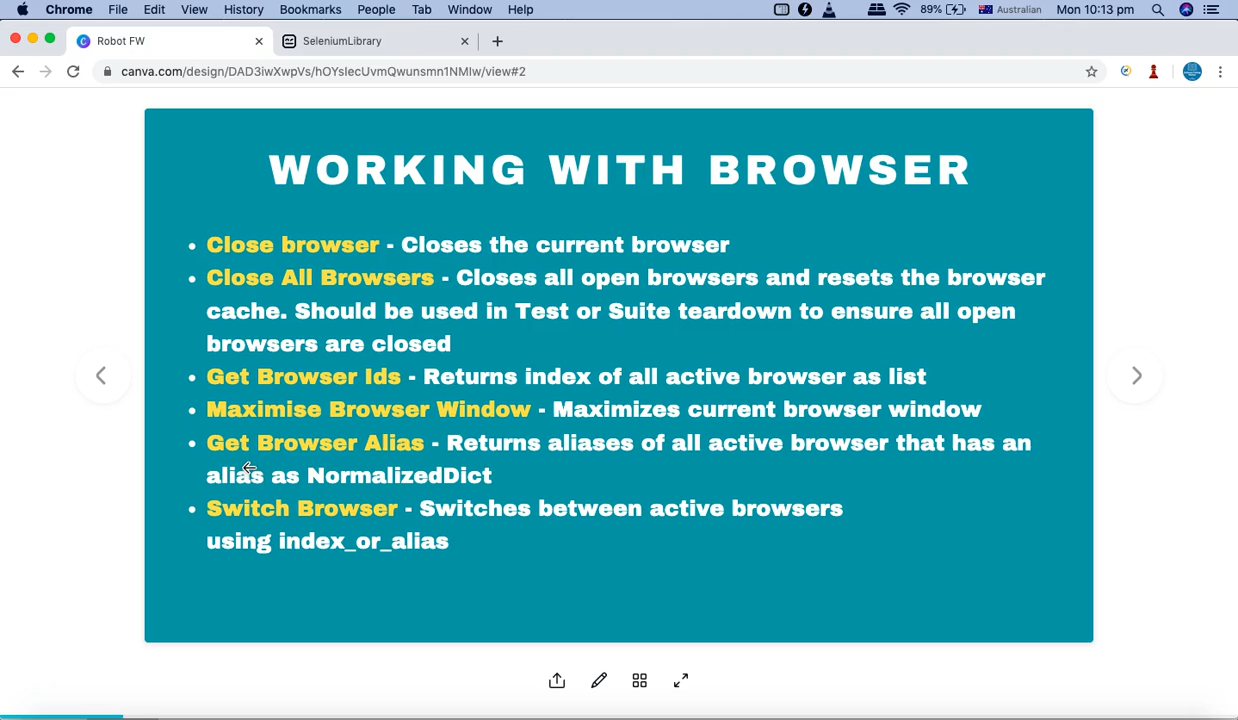 Chrome File Edit View History Bookmarks People Tab Window Help 89% Australian Mon 10:13 pm
Robot FW SeleniumLibrary
canva.com/design/DAD3iwXwpVs/hOYsIecUvmQwunsmn1NMlw/view#2
WORKING WITH BROWSER
• Close browser - Closes the current browser
• Close All Browsers - Closes all open browsers and resets the browser
cache. Should be used in Test or Suite teardown to ensure all open
browsers are closed
• Get Browser Ids - Returns index of all active browser as list
• Maximise Browser Window - Maximizes current browser window
• Get Browser Alias - Returns aliases of all active browser that has an
alias as NormalizedDict
• Switch Browser - Switches between active browsers
using index_or_alias